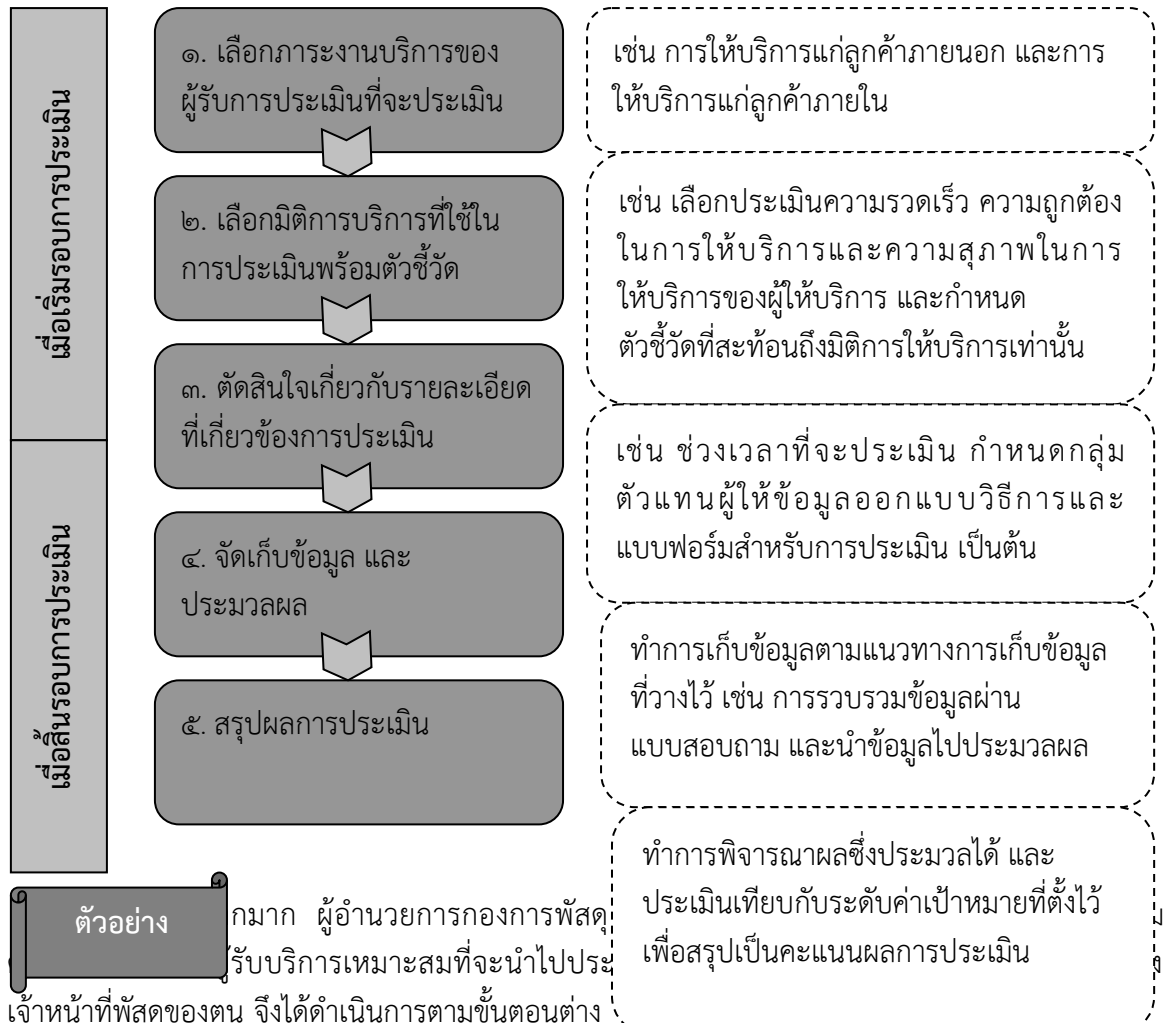 เมื่อเริ่มรอบการประเมิน
๑. เลือกภาระงานบริการของ
ผู้รับการประเมินที่จะประเมิน
เช่น การให้บริการแก่ลูกค้าภายนอก และการ
ให้บริการแก่ลูกค้าภายใน
๒. เลือกมิติการบริการที่ใช้ใน
การประเมินพร้อมตัวชี้วัด
เช่น เลือกประเมินความรวดเร็ว ความถูกต้อง
ในการให้บริการและความสุภาพในการ
ให้บริการของผู้ให้บริการ และกำหนด
ตัวชี้วัดที่สะท้อนถึงมิติการให้บริการเท่านั้น
๓. ตัดสินใจเกี่ยวกับรายละเอียด
ที่เกี่ยวข้องการประเมิน
เช่น ช่วงเวลาที่จะประเมิน กำหนดกลุ่ม
ตัวแทนผู้ให้ข้อมูลออกแบบวิธีการและ
แบบฟอร์มสำหรับการประเมิน เป็นต้น
เมื่อสิ้นรอบการประเมิน
๔. จัดเก็บข้อมูล และ
ประมวลผล
ทำการเก็บข้อมูลตามแนวทางการเก็บข้อมูล
ที่วางไว้ เช่น การรวบรวมข้อมูลผ่าน
แบบสอบถาม และนำข้อมูลไปประมวลผล
๕. สรุปผลการประเมิน
ทำการพิจารณาผลซึ่งประมวลได้ และ
ประเมินเทียบกับระดับค่าเป้าหมายที่ตั้งไว้
เพื่อสรุปเป็นคะแนนผลการประเมิน
ตัวอย่าง
กมาก ผู้อำนวยการกองการพัสดุ
รับบริการเหมาะสมที่จะนำไปประ
เจ้าหน้าที่พัสดุของตน จึงได้ดำเนินการตามขั้นตอนต่าง